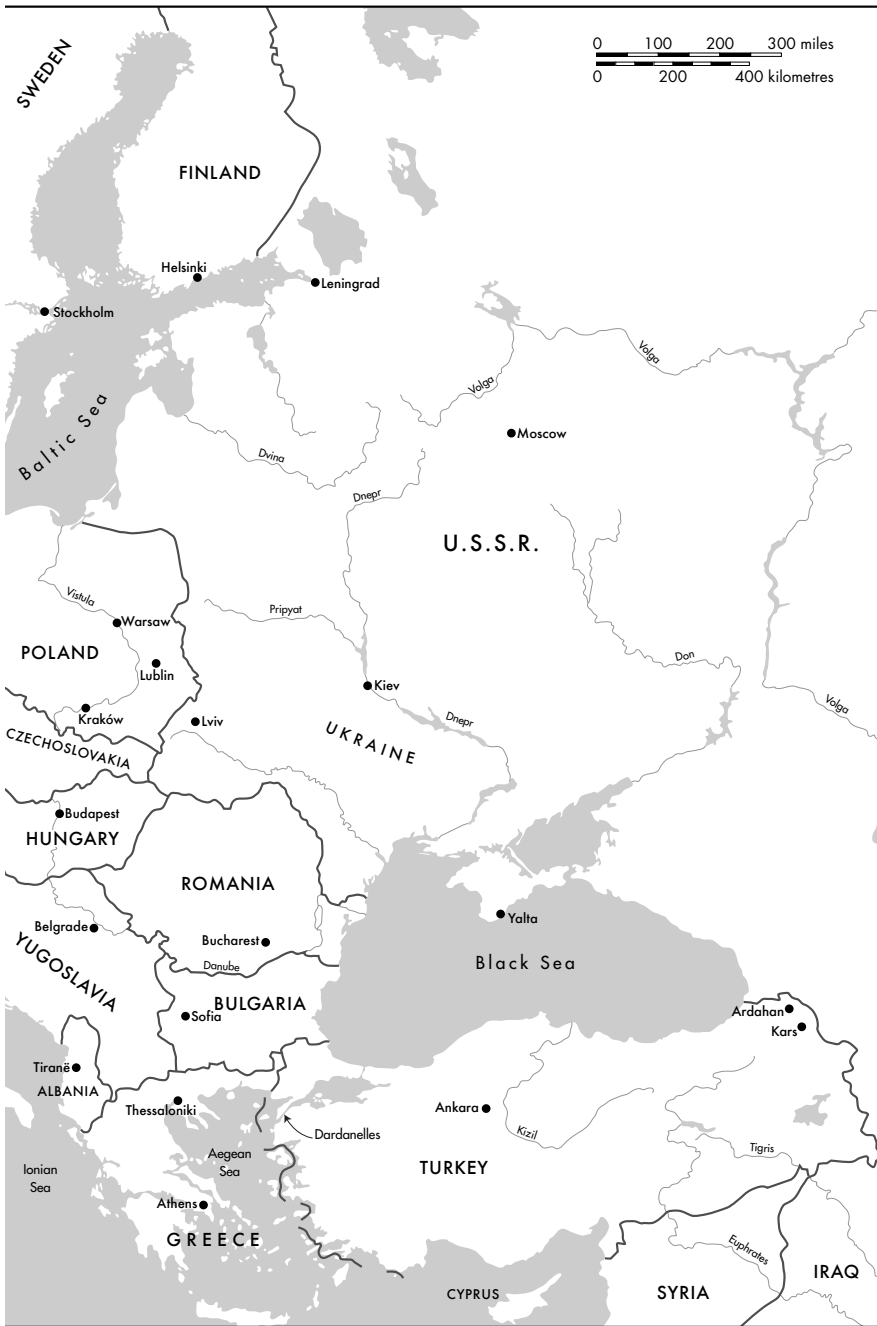 0 100 200 300 miles
0 200 400 kilometres
SWEDEN
FINLAND
Helsinki
Leningrad
Stockholm
Volga
Volga
Baltic Sea
Moscow
Dvina
Dnepr
U.S.S.R.
Vistula
Pripyat
Warsaw
POLAND
Lublin
Don
Kiev
Volga
Kraków
Lviv
Dnepr
UKRAINE
CZECHOSLOVAKIA
Budapest
HUNGARY
ROMANIA
Yalta
Belgrade
Bucharest
YUGOSLAVIA
Danube
Black Sea
BULGARIA
Sofia
Ardahan
Kars
Tiranë
ALBANIA
Thessaloniki
Ankara
Dardanelles
Kizil
Aegean
Sea
Tigris
Ionian
Sea
TURKEY
Athens
GREECE
Euphrates
IRAQ
CYPRUS
SYRIA